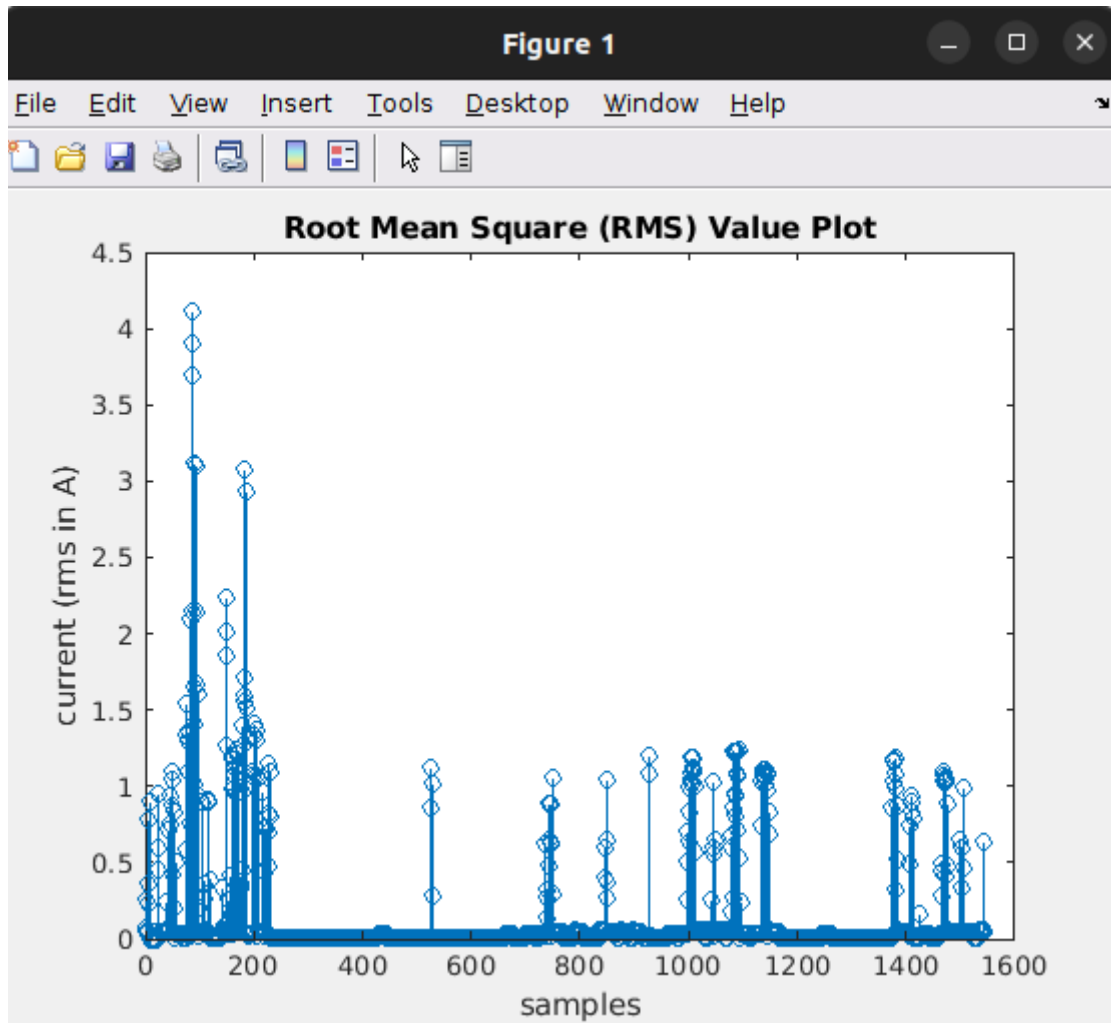 Figure 1
File Edit View Insert Tools Desktop Window Help
Root Mean Square (RMS) Value Plot
4.5
4
3.5
3
2.5
2
1.5
1
0.5
0
current (rms in A)
0 200 400 600 800 1000 1200 1400 1600
samples